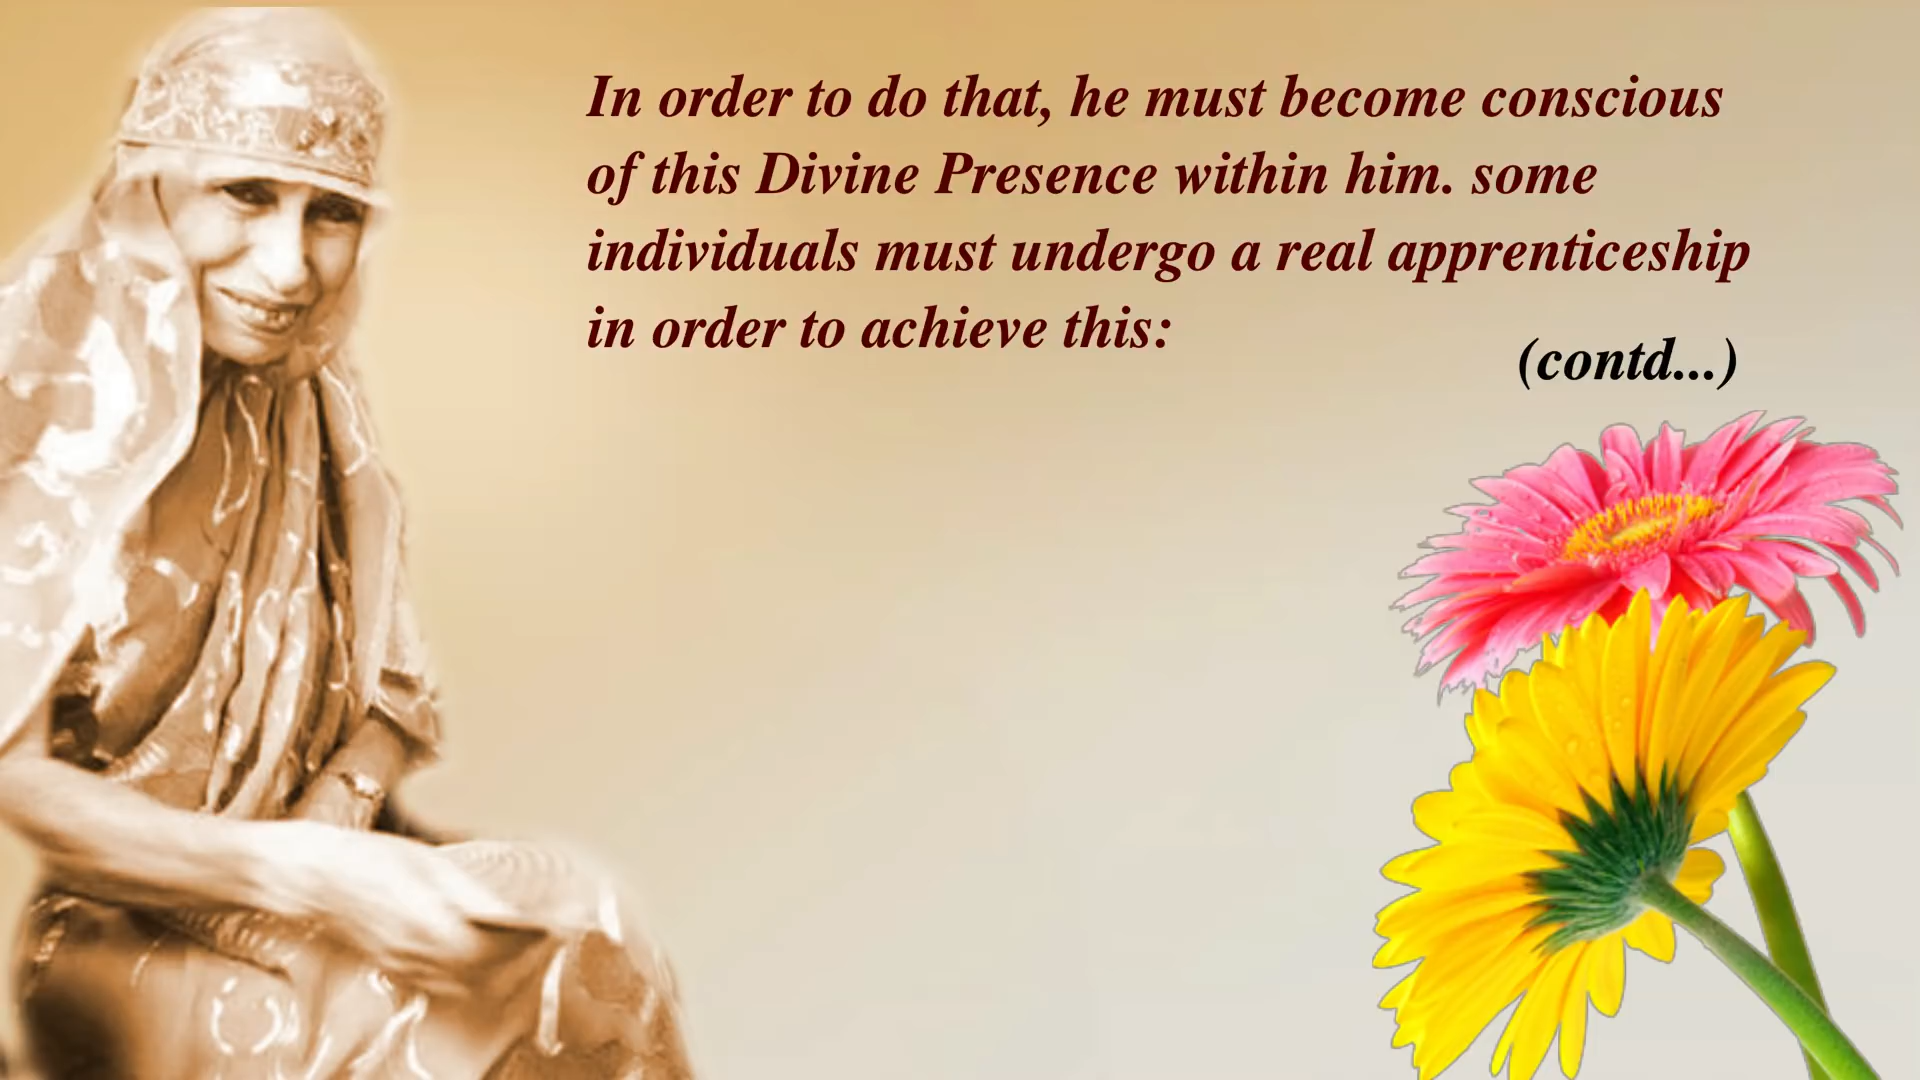 In order to do that, he must become conscious
of this Divine Presence within him. some
individuals must undergo a real apprenticeship
in order to achieve this:
(contd...)